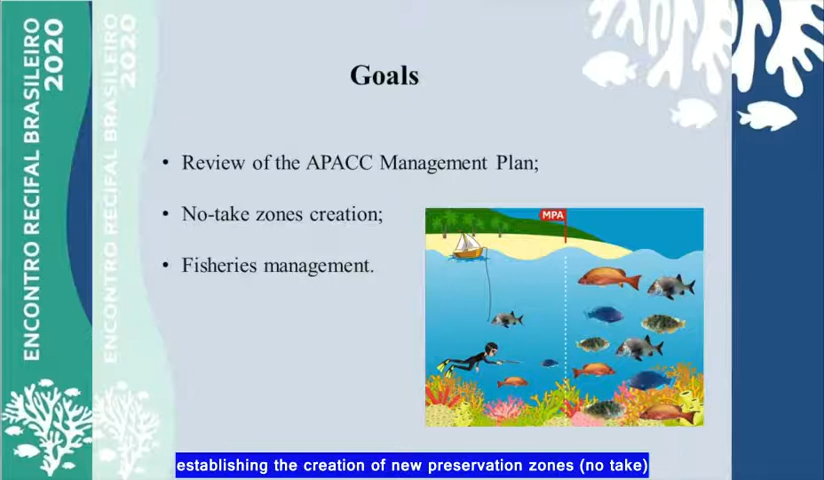 ENCONTRO RECIFAL BRASILEIRO
2020
ENCONTRO RECIFAL BRASILEIRO
2020
Goals
• Review of the APACC Management Plan;
• No-take zones creation;
• Fisheries management.
MPA
establishing the creation of new preservation zones (no take)